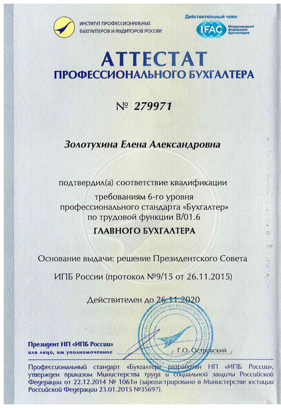 ИНСТИТУТ ПРОФЕССИОНАЛЬНЫХ
БУХГАЛТЕРОВ И АУДИТОРОВ РОССИИ
Действительный член
IFAC
Международной
федерации
бухгалтеров
АТТЕСТАТ
ПРОФЕССИОНАЛЬНОГО БУХГАЛТЕРА
№ 279971
Золотухина Елена Александровна
подтвердил(а) соответствие квалификации
требованиям 6-го уровня
профессионального стандарта «Бухгалтер»
по трудовой функции B/01.6
ГЛАВНОГО БУХГАЛТЕРА
Основание выдачи: решение Президентского Совета
ИПБ России (протокол №9/15 от 26.11.2015)
Действителен до 26.11.2020
Президент НП «ИПБ России»
или лицо, им уполномоченное
Г.О. Островский
Профессиональный стандарт «Бухгалтер» разработан НП «ИПБ России»,
утвержден приказом Министерства труда и социальной защиты Российской
Федерации от 22.12.2014 № 1061н (зарегистрировано в Министерстве юстиции
Российской Федерации 23.01.2015 №35697).